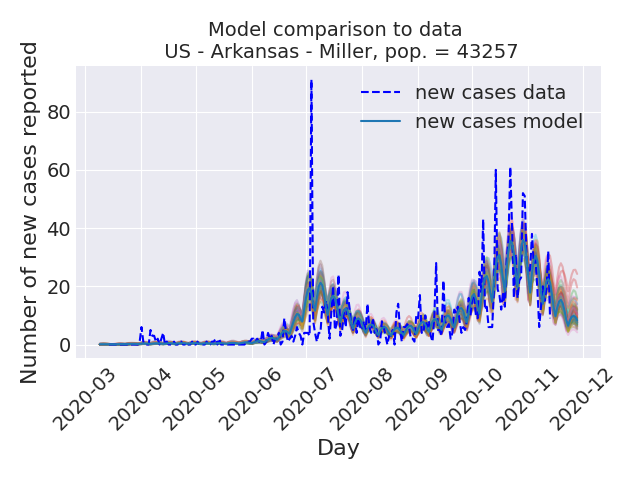 Model comparison to data
US - Arkansas - Miller, pop. = 43257
Number of new cases reported
80
60
40
20
0
new cases data
new cases model
2020-03
2020-04
2020-05
2020-06
2020-07
2020-08
2020-09
2020-10
2020-11
2020-12
Day